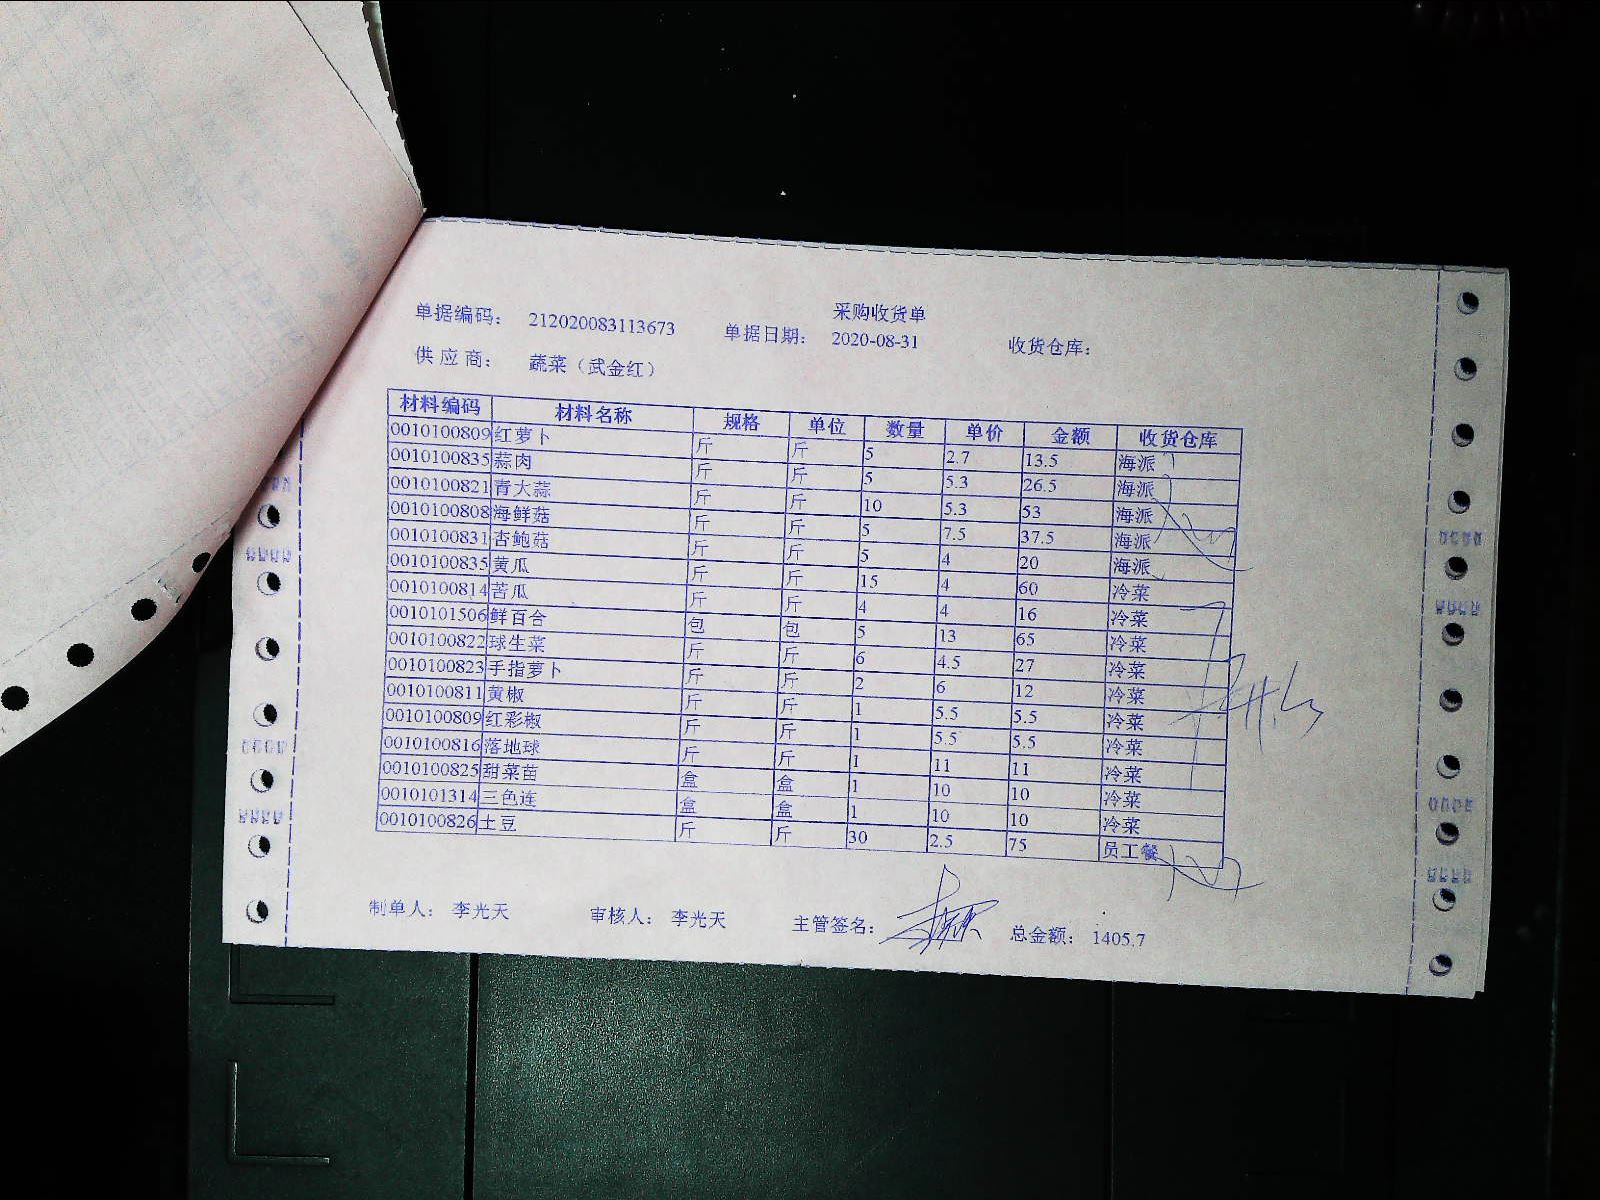 采购收货单
单据编码: 212020083113673 单据日期: 2020-08-31 收货仓库:
供应商: 蔬菜（武金红）
材料编码 材料名称 规格 单位 数量 单价 金额 收货仓库
0010100809 红萝卜 斤 斤 5 2.7 13.5 海派
0010100835 蒜肉 斤 斤 5 5.3 26.5 海派
0010100821 青大蒜 斤 斤 10 5.3 53 海派
0010100808 海鲜菇 斤 斤 5 7.5 37.5 海派
0010100831 杏鲍菇 斤 斤 5 4 20 海派
0010100835 黄瓜 斤 斤 15 4 60 冷菜
0010100814 苦瓜 斤 斤 4 4 16 冷菜
0010101506 鲜百合 包 包 5 13 65 冷菜
0010100822 球生菜 斤 斤 6 4.5 27 冷菜
0010100823 手指萝卜 斤 斤 2 6 12 冷菜
0010100811 黄椒 斤 斤 1 5.5 5.5 冷菜
0010100809 红彩椒 斤 斤 1 5.5 5.5 冷菜
0010100816 落地球 斤 斤 1 11 11 冷菜
0010100825 甜菜苗 盒 盒 1 10 10 冷菜
0010101314 三色连 盒 盒 1 10 10 冷菜
0010100826 土豆 斤 斤 30 2.5 75 员工餐
制单人: 李光天 审核人: 李光天 主管签名: 总金额: 1405.7